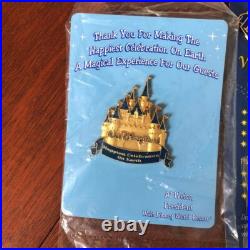 Thank You For Making The
Happiest Celebration On Earth
A Magical Experience For Our Guests
Happiest Celebration
On Earth
Al Weiss
President
Walt Disney World Resort